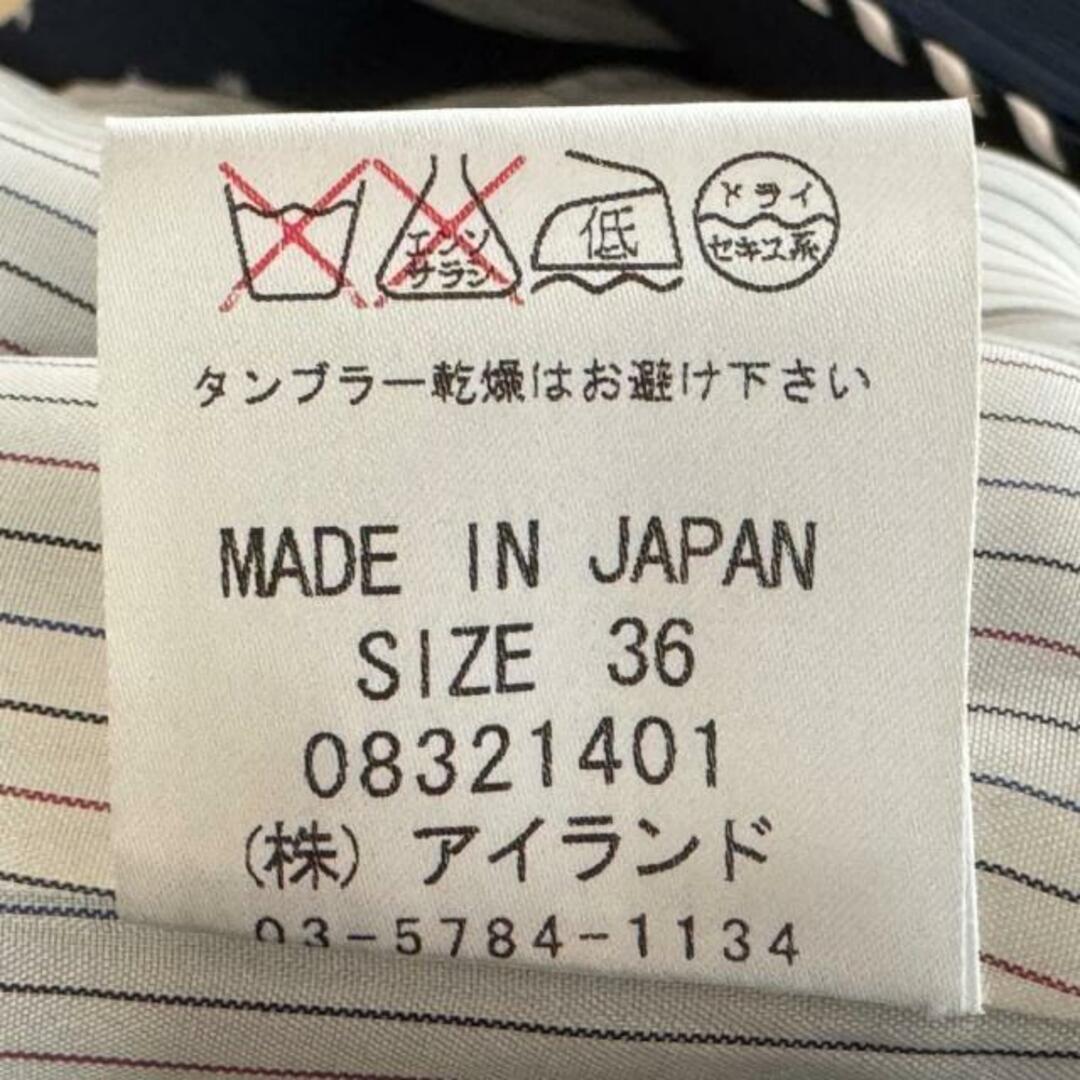 エンソ サラシ 低 ドライ セキユ系
タンブラー乾燥はお避け下さい
MADE IN JAPAN
SIZE 36
08321401
(株) アイランド
03-5784-1134